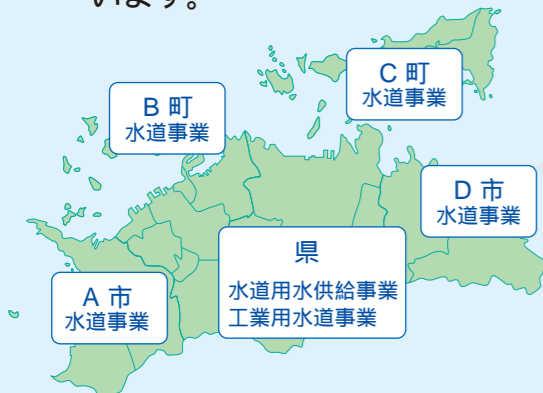 います。
C 町
水道事業
B 町
水道事業
D 市
水道事業
県
水道用水供給事業
工業用水道事業
A 市
水道事業